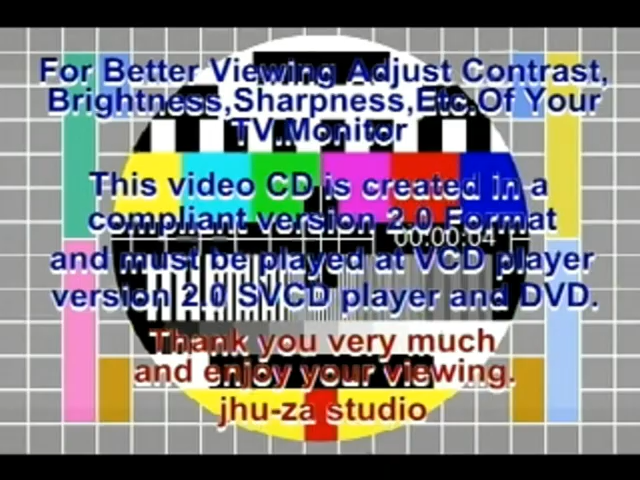 For Better Viewing Adjust Contrast,
Brightness,Sharpness,Etc.Of Your
TV.Monitor
This video CD is created in a
compliant version 2.0 Format
00:00:04
and must be played at VCD player
version 2.0 SVCD player and DVD.
Thank you very much
and enjoy your viewing.
jhu-za studio